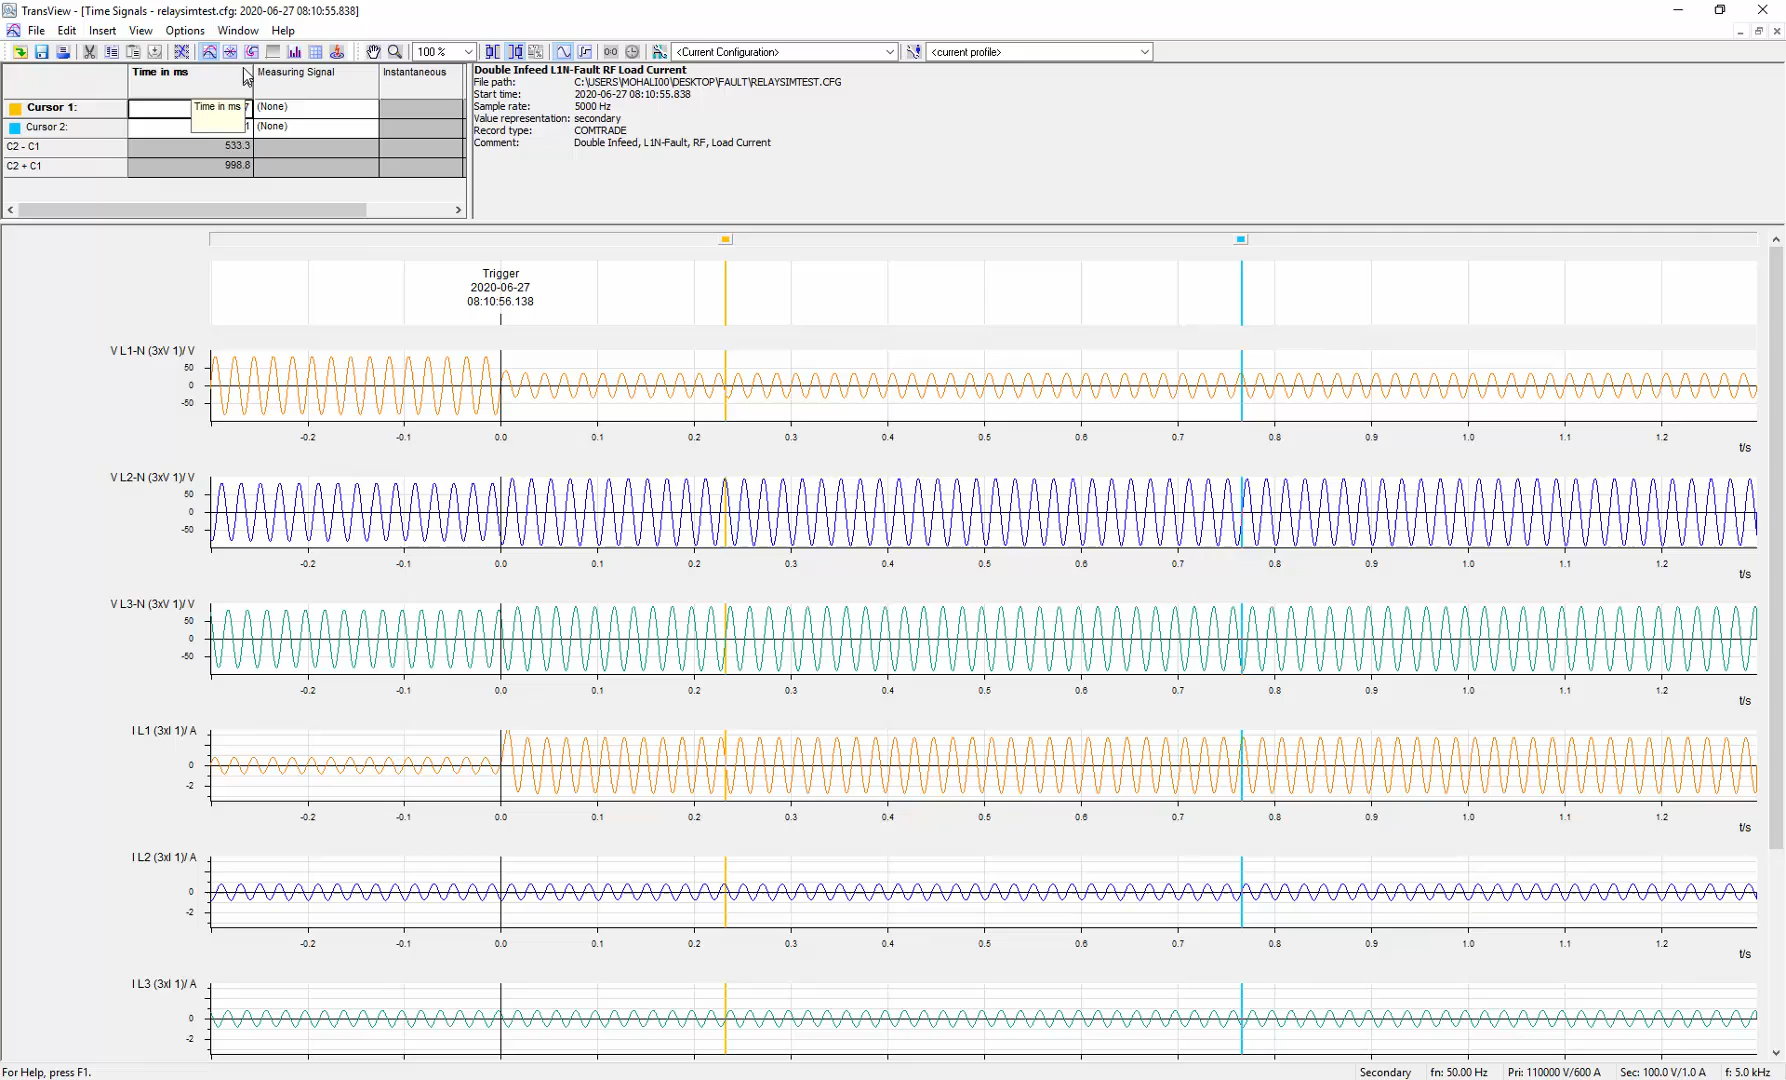 TransView - [Time Signals - relaysimtest.cfg: 2020-06-27 08:10:55.838]
File Edit Insert View Options Window Help
100 % <Current Configuration> <current profile>
Time in ms Measuring Signal Instantaneous
Cursor 1: 7 (None)
Time in ms
Cursor 2: 1 (None)
C2 - C1 533.3
C2 + C1 998.8
Double Infeed L1N-Fault RF Load Current
File path: C:\USERS\MOHALI00\DESKTOP\FAULT\RELAYSIMTEST.CFG
Start time: 2020-06-27 08:10:55.838
Sample rate: 5000 Hz
Value representation: secondary
Record type: COMTRADE
Comment: Double Infeed, L1N-Fault, RF, Load Current
Trigger
2020-06-27
08:10:56.138
V L1-N (3xV 1)/ V
50
0
-50
-0.2 -0.1 0.0 0.1 0.2 0.3 0.4 0.5 0.6 0.7 0.8 0.9 1.0 1.1 1.2
t/s
V L2-N (3xV 1)/ V
50
0
-50
-0.2 -0.1 0.0 0.1 0.2 0.3 0.4 0.5 0.6 0.7 0.8 0.9 1.0 1.1 1.2
t/s
V L3-N (3xV 1)/ V
50
0
-50
-0.2 -0.1 0.0 0.1 0.2 0.3 0.4 0.5 0.6 0.7 0.8 0.9 1.0 1.1 1.2
t/s
I L1 (3xI 1)/ A
0
-2
-0.2 -0.1 0.0 0.1 0.2 0.3 0.4 0.5 0.6 0.7 0.8 0.9 1.0 1.1 1.2
t/s
I L2 (3xI 1)/ A
0
-2
-0.2 -0.1 0.0 0.1 0.2 0.3 0.4 0.5 0.6 0.7 0.8 0.9 1.0 1.1 1.2
t/s
I L3 (3xI 1)/ A
0
-2
For Help, press F1. Secondary fn: 50.00 Hz Pri: 110000 V/600 A Sec: 100.0 V/1.0 A f: 5.0 kHz